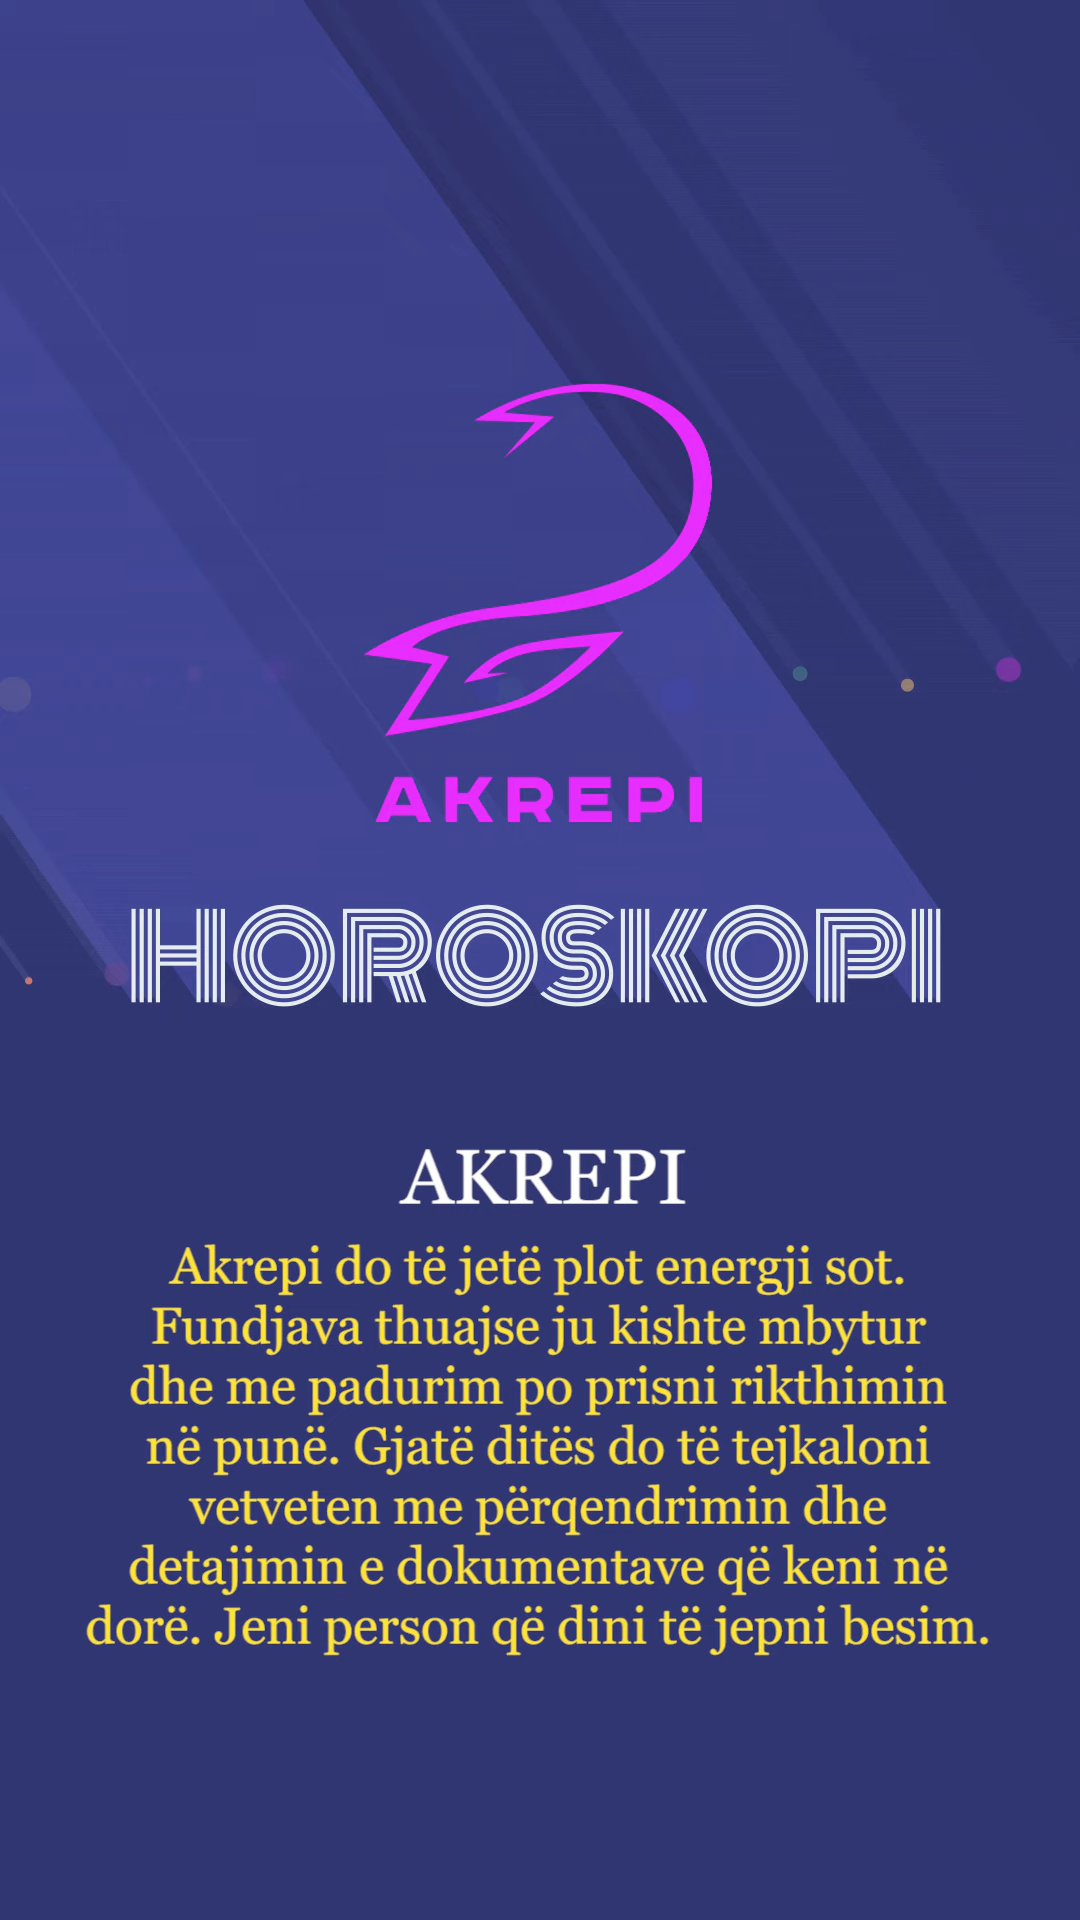 AKREPI
HOROSKOPI
AKREPI
Akrepi do të jetë plot energji sot.
Fundjava thuajse ju kishte mbytur
dhe me padurim po prisni rikthimin
në punë. Gjatë ditës do të tejkaloni
vetveten me përqendrimin dhe
detajimin e dokumentave që keni në
dorë. Jeni person që dini të jepni besim.